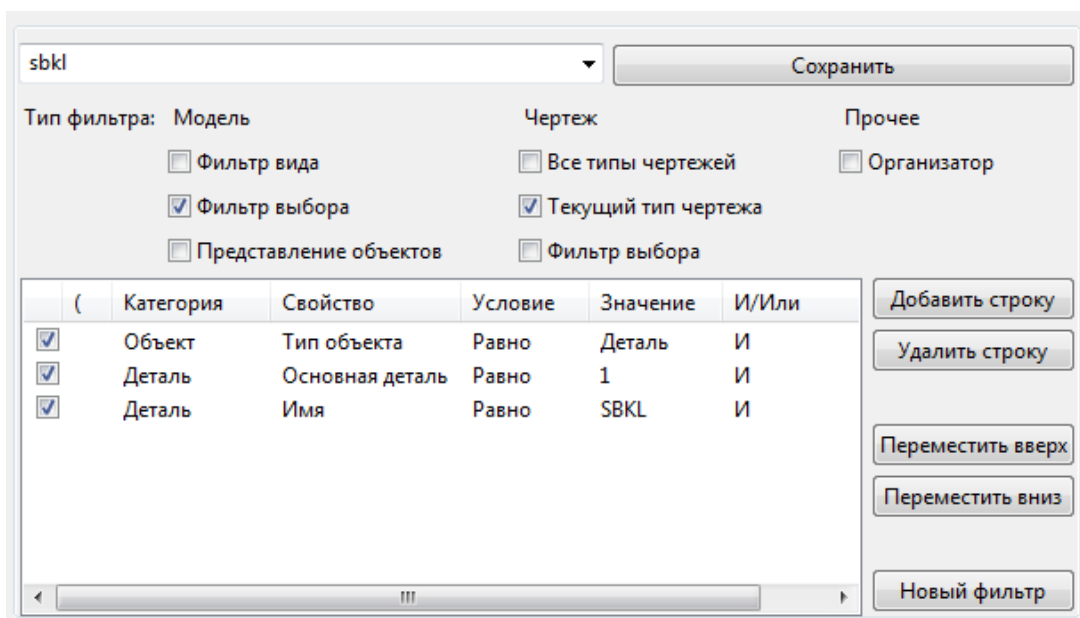 sbkl Сохранить
Тип фильтра: Модель Чертеж Прочее
Фильтр вида Все типы чертежей Организатор
Фильтр выбора Текущий тип чертежа
Представление объектов Фильтр выбора
( Категория Свойство Условие Значение И/Или Добавить строку
Объект Тип объекта Равно Деталь И
Удалить строку
Деталь Основная деталь Равно 1 И
Деталь Имя Равно SBKL И
Переместить вверх
Переместить вниз
Новый фильтр